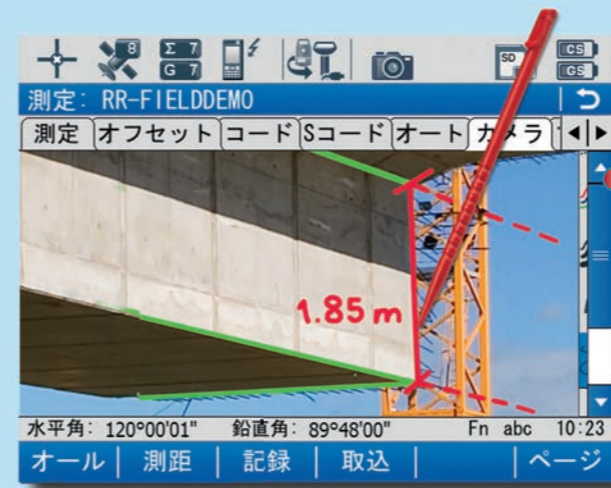 8
Σ 7
G 7
SD
CS
GS
測定: RR-FIELDDEMO
測定 オフセット コード Sコード オート カメラ
1.85 m
水平角: 120°00'01" 鉛直角: 89°48'00" Fn abc 10:23
オール 測距 記録 取込 ページ